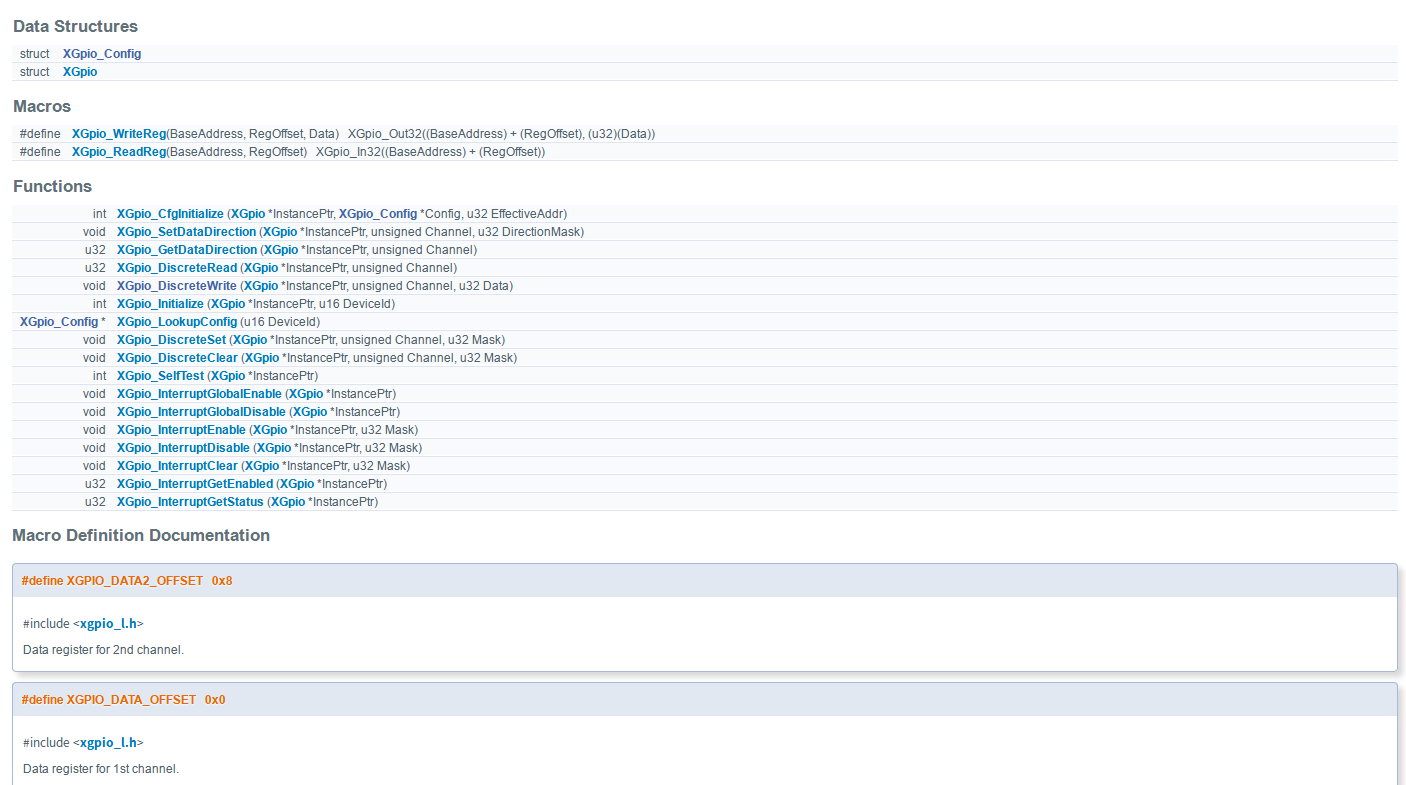 Data Structures
struct XGpio_Config
struct XGpio
Macros
#define XGpio_WriteReg(BaseAddress, RegOffset, Data) XGpio_Out32((BaseAddress) + (RegOffset), (u32)(Data))
#define XGpio_ReadReg(BaseAddress, RegOffset) XGpio_In32((BaseAddress) + (RegOffset))
Functions
int XGpio_CfgInitialize (XGpio *InstancePtr, XGpio_Config *Config, u32 EffectiveAddr)
void XGpio_SetDataDirection (XGpio *InstancePtr, unsigned Channel, u32 DirectionMask)
u32 XGpio_GetDataDirection (XGpio *InstancePtr, unsigned Channel)
u32 XGpio_DiscreteRead (XGpio *InstancePtr, unsigned Channel)
void XGpio_DiscreteWrite (XGpio *InstancePtr, unsigned Channel, u32 Data)
int XGpio_Initialize (XGpio *InstancePtr, u16 DeviceId)
XGpio_Config * XGpio_LookupConfig (u16 DeviceId)
void XGpio_DiscreteSet (XGpio *InstancePtr, unsigned Channel, u32 Mask)
void XGpio_DiscreteClear (XGpio *InstancePtr, unsigned Channel, u32 Mask)
int XGpio_SelfTest (XGpio *InstancePtr)
void XGpio_InterruptGlobalEnable (XGpio *InstancePtr)
void XGpio_InterruptGlobalDisable (XGpio *InstancePtr)
void XGpio_InterruptEnable (XGpio *InstancePtr, u32 Mask)
void XGpio_InterruptDisable (XGpio *InstancePtr, u32 Mask)
void XGpio_InterruptClear (XGpio *InstancePtr, u32 Mask)
u32 XGpio_InterruptGetEnabled (XGpio *InstancePtr)
u32 XGpio_InterruptGetStatus (XGpio *InstancePtr)
Macro Definition Documentation
#define XGPIO_DATA2_OFFSET 0x8
#include <xgpio_l.h>
Data register for 2nd channel.
#define XGPIO_DATA_OFFSET 0x0
#include <xgpio_l.h>
Data register for 1st channel.